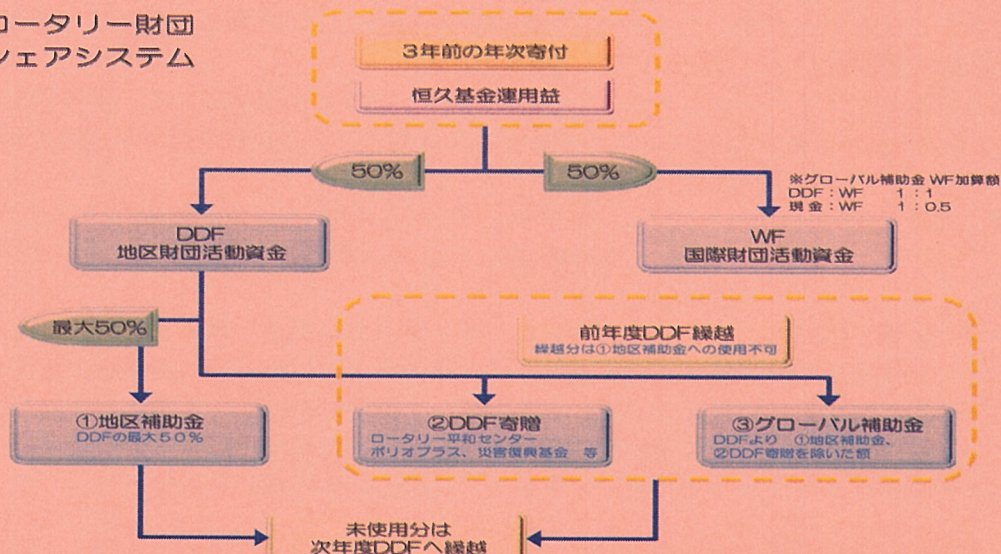 ロータリー財団
シェアシステム
3年前の年次寄付
恒久基金運用益
50%
50%
※グローバル補助金 WF加算額
DDF:WF 1:1
現金:WF 1:0.5
DDF
地区財団活動資金
WF
国際財団活動資金
最大50%
前年度DDF繰越
繰越分は①地区補助金への使用不可
①地区補助金
DDFの最大50%
②DDF寄贈
ロータリー平和センター
ポリオプラス、災害復興基金 等
③グローバル補助金
DDFより ①地区補助金、
②DDF寄贈を除いた額
未使用分は
次年度DDFへ繰越